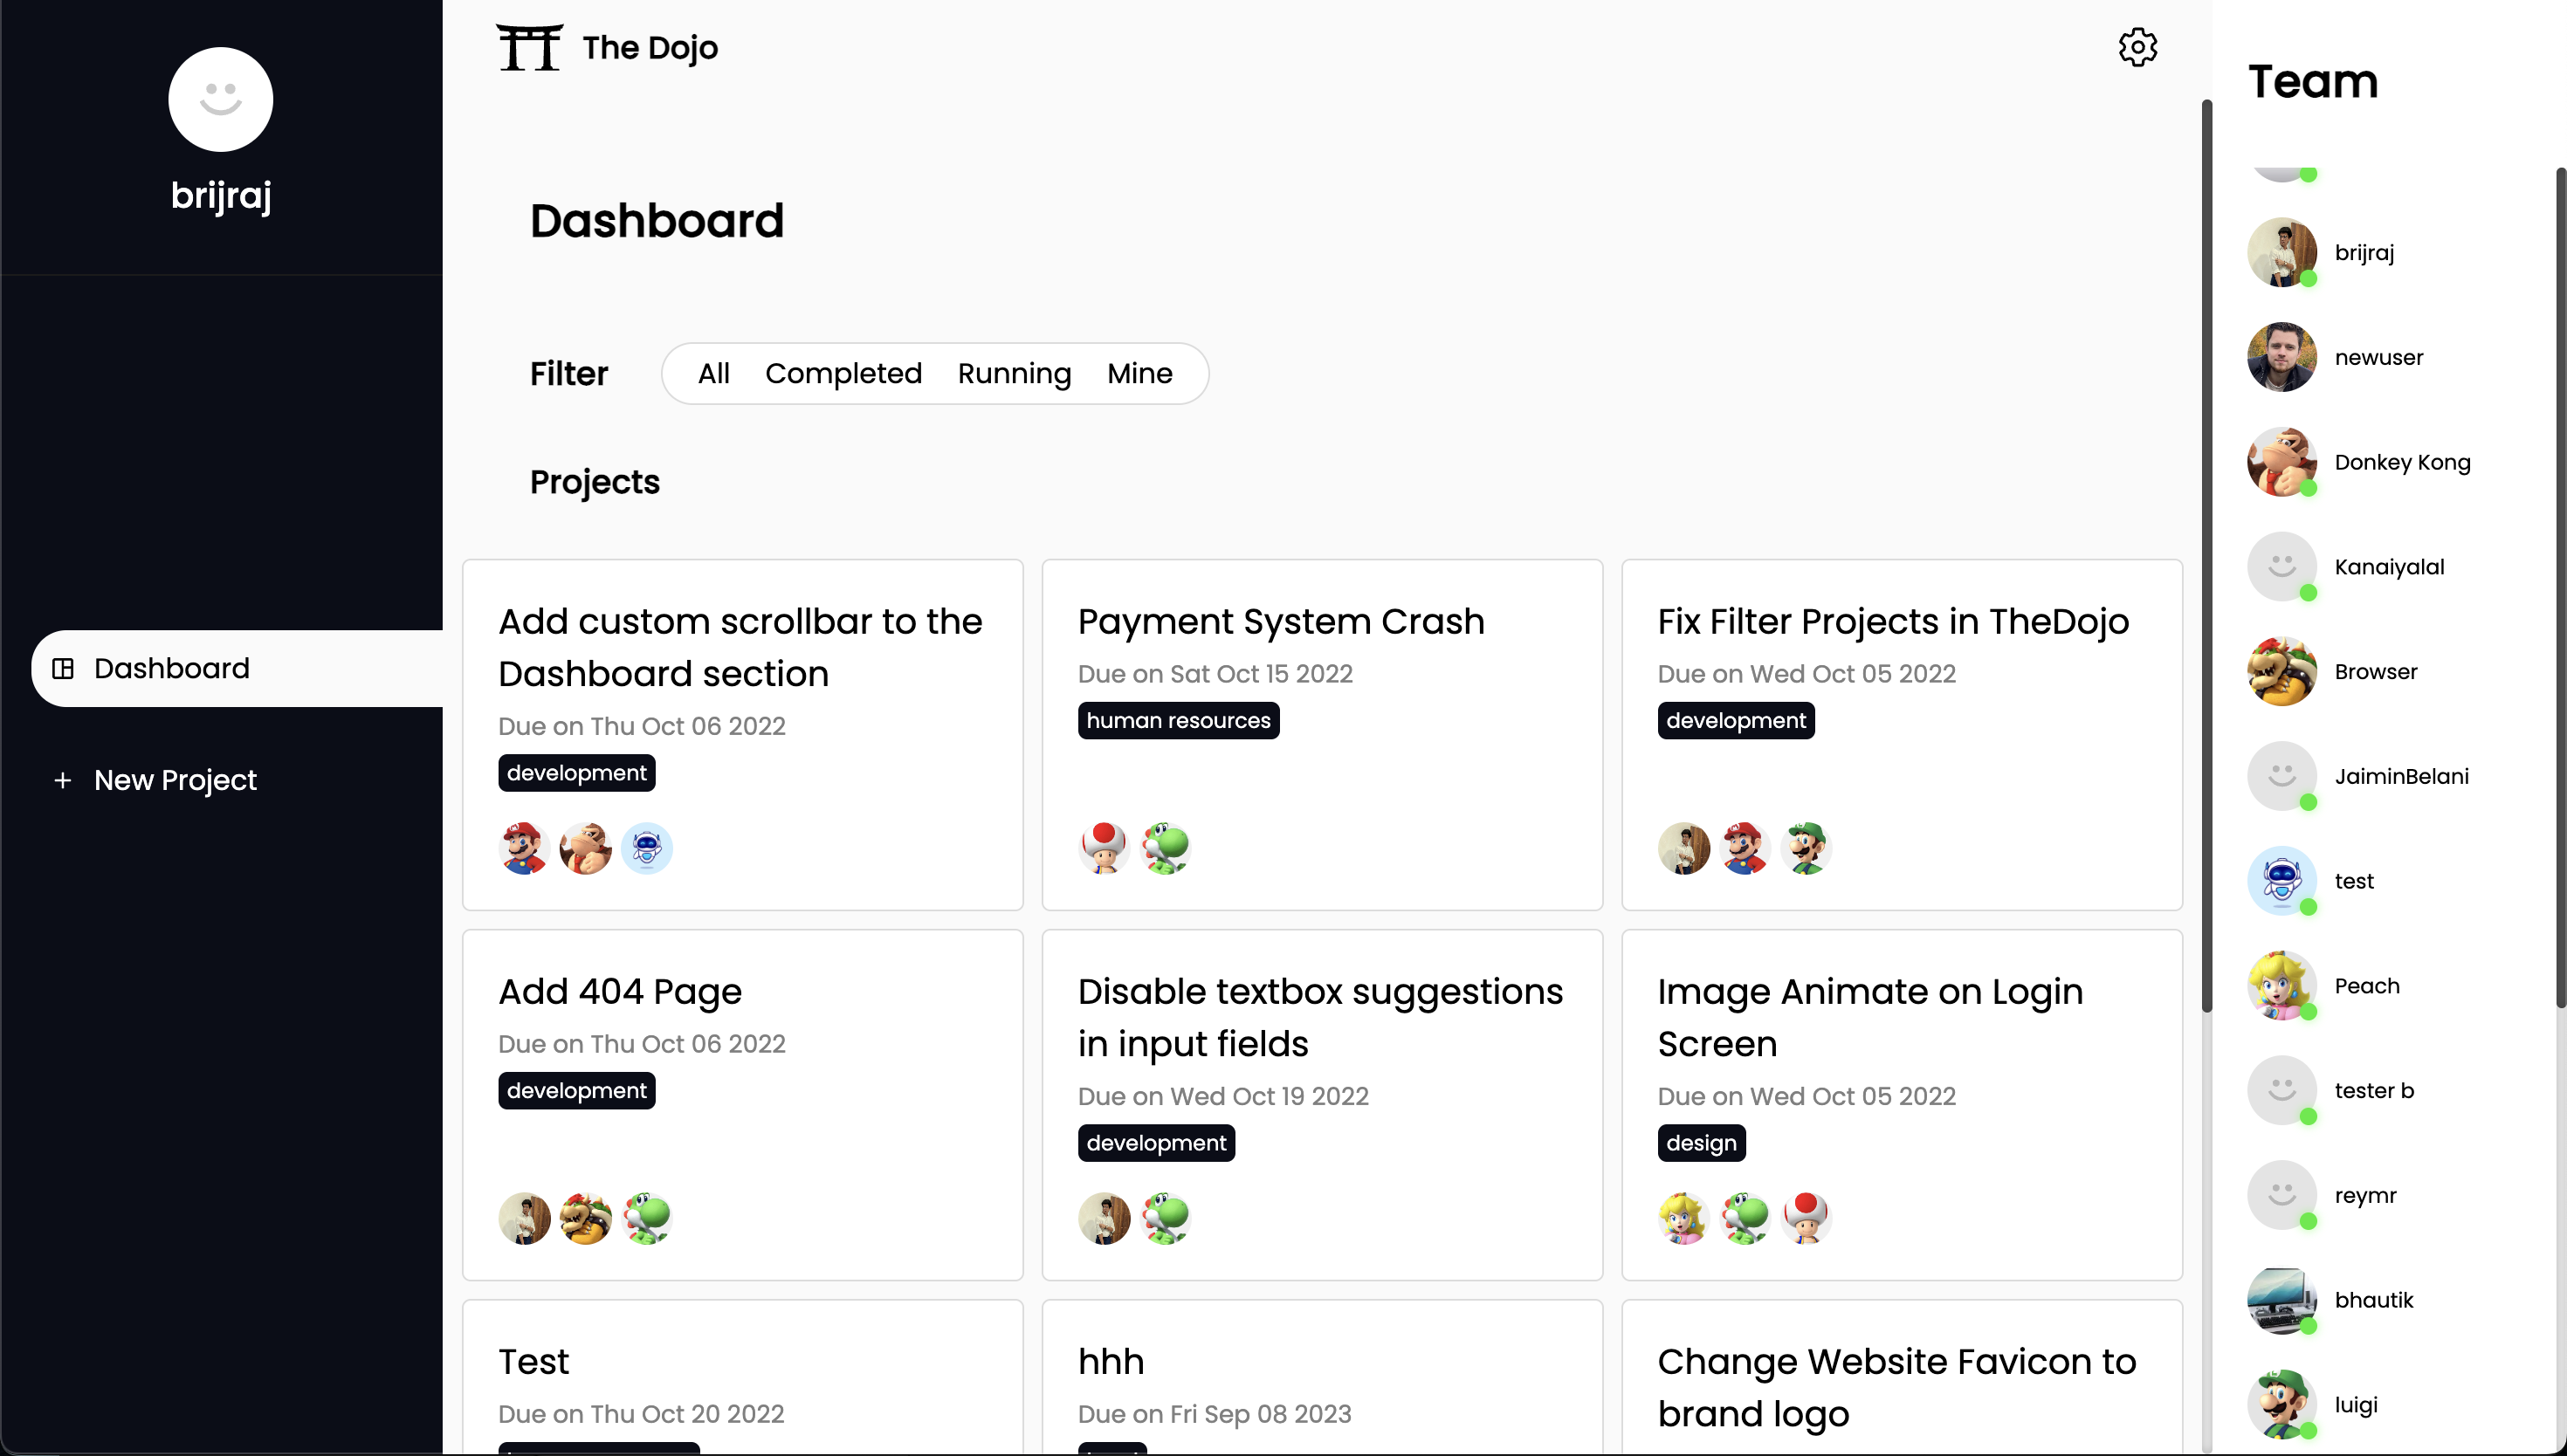 brijraj
Dashboard
New Project
The Dojo
Dashboard
Filter
All Completed Running Mine
Projects
Add custom scrollbar to the
Dashboard section
Due on Thu Oct 06 2022
development
Payment System Crash
Due on Sat Oct 15 2022
human resources
Fix Filter Projects in TheDojo
Due on Wed Oct 05 2022
development
Add 404 Page
Due on Thu Oct 06 2022
development
Disable textbox suggestions
in input fields
Due on Wed Oct 19 2022
development
Image Animate on Login
Screen
Due on Wed Oct 05 2022
design
Test
Due on Thu Oct 20 2022
hhh
Due on Fri Sep 08 2023
Change Website Favicon to
brand logo
Team
brijraj
newuser
Donkey Kong
Kanaiyalal
Browser
JaiminBelani
test
Peach
tester b
reymr
bhautik
luigi